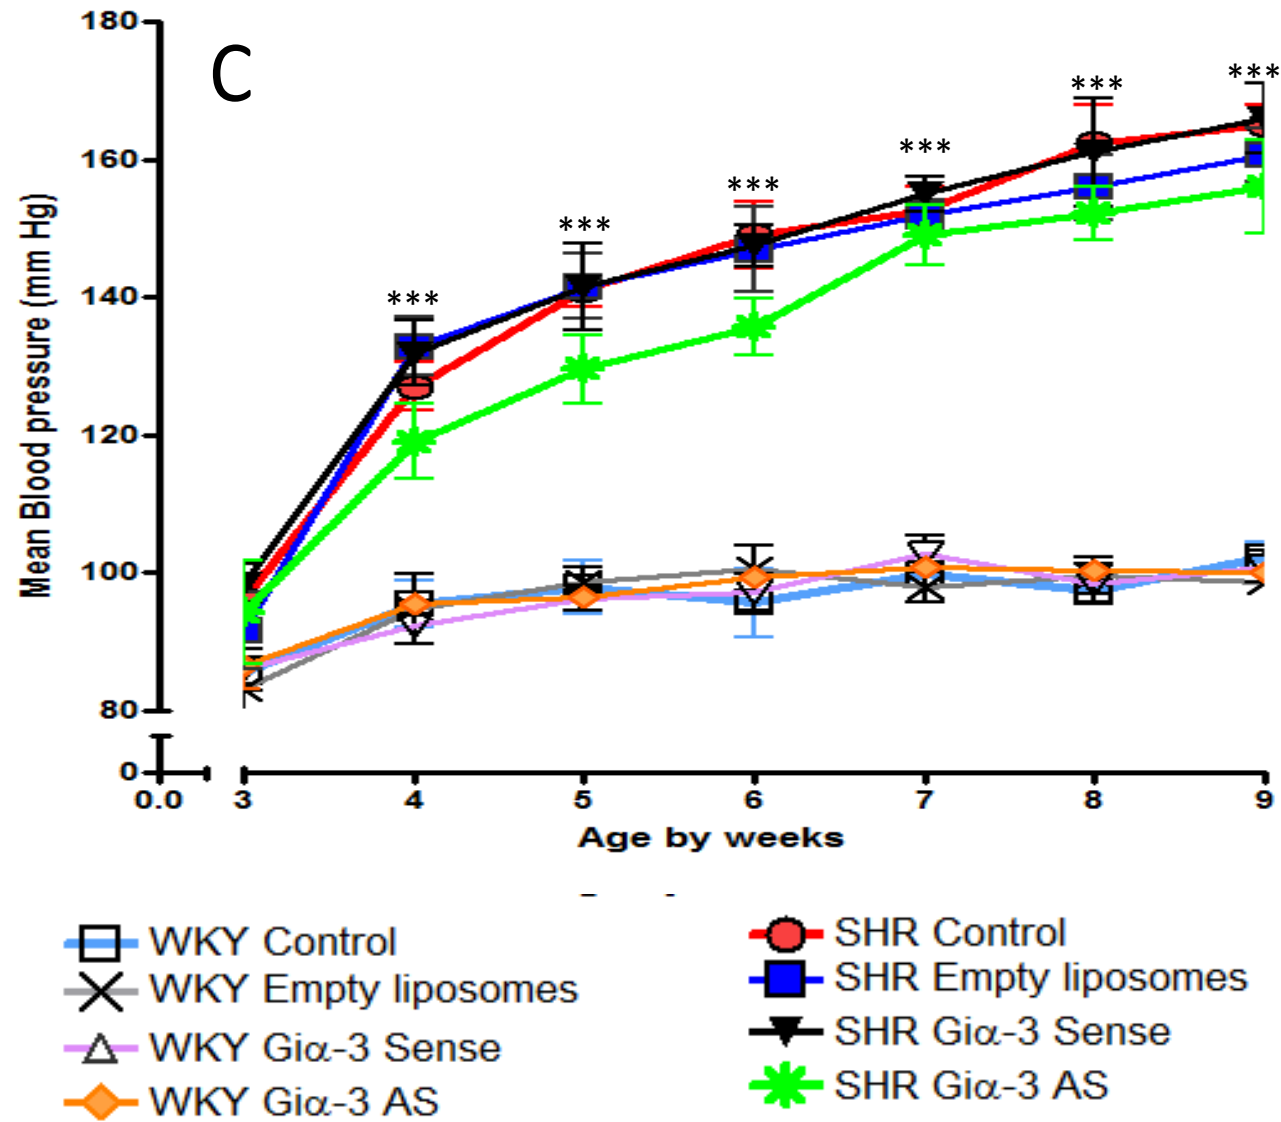 180
C
***
***
***
160
***
***
***
140
120
100
80
0
Mean Blood pressure (mm Hg)
0.0 3 4 5 6 7 8 9
Age by weeks
WKY Control
WKY Empty liposomes
WKY Giα-3 Sense
WKY Giα-3 AS
SHR Control
SHR Empty liposomes
SHR Giα-3 Sense
SHR Giα-3 AS